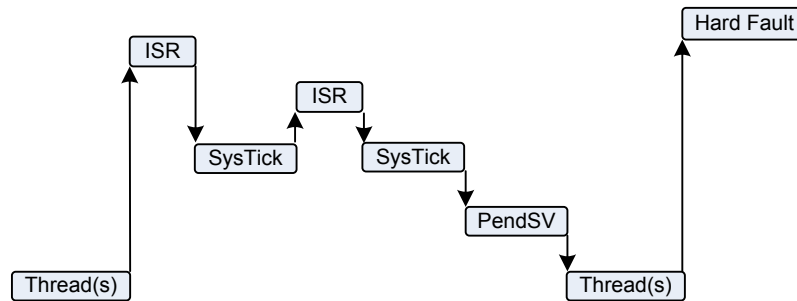 Hard Fault
ISR
ISR
SysTick
SysTick
PendSV
Thread(s)
Thread(s)